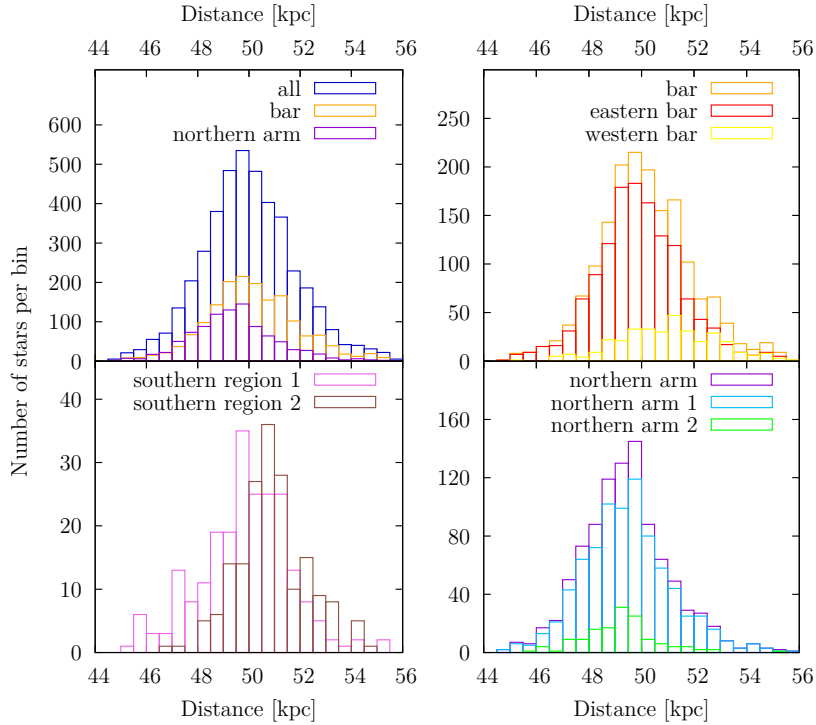 Distance [kpc] Distance [kpc]
44 46 48 50 52 54 56 44 46 48 50 52 54 56
Number of stars per bin
600
500
400
300
200
100
0
all
bar
northern arm
250
200
150
100
50
0
bar
eastern bar
western bar
40
30
20
10
0
southern region 1
southern region 2
160
120
80
40
0
northern arm
northern arm 1
northern arm 2
44 46 48 50 52 54 56 44 46 48 50 52 54 56
Distance [kpc] Distance [kpc]